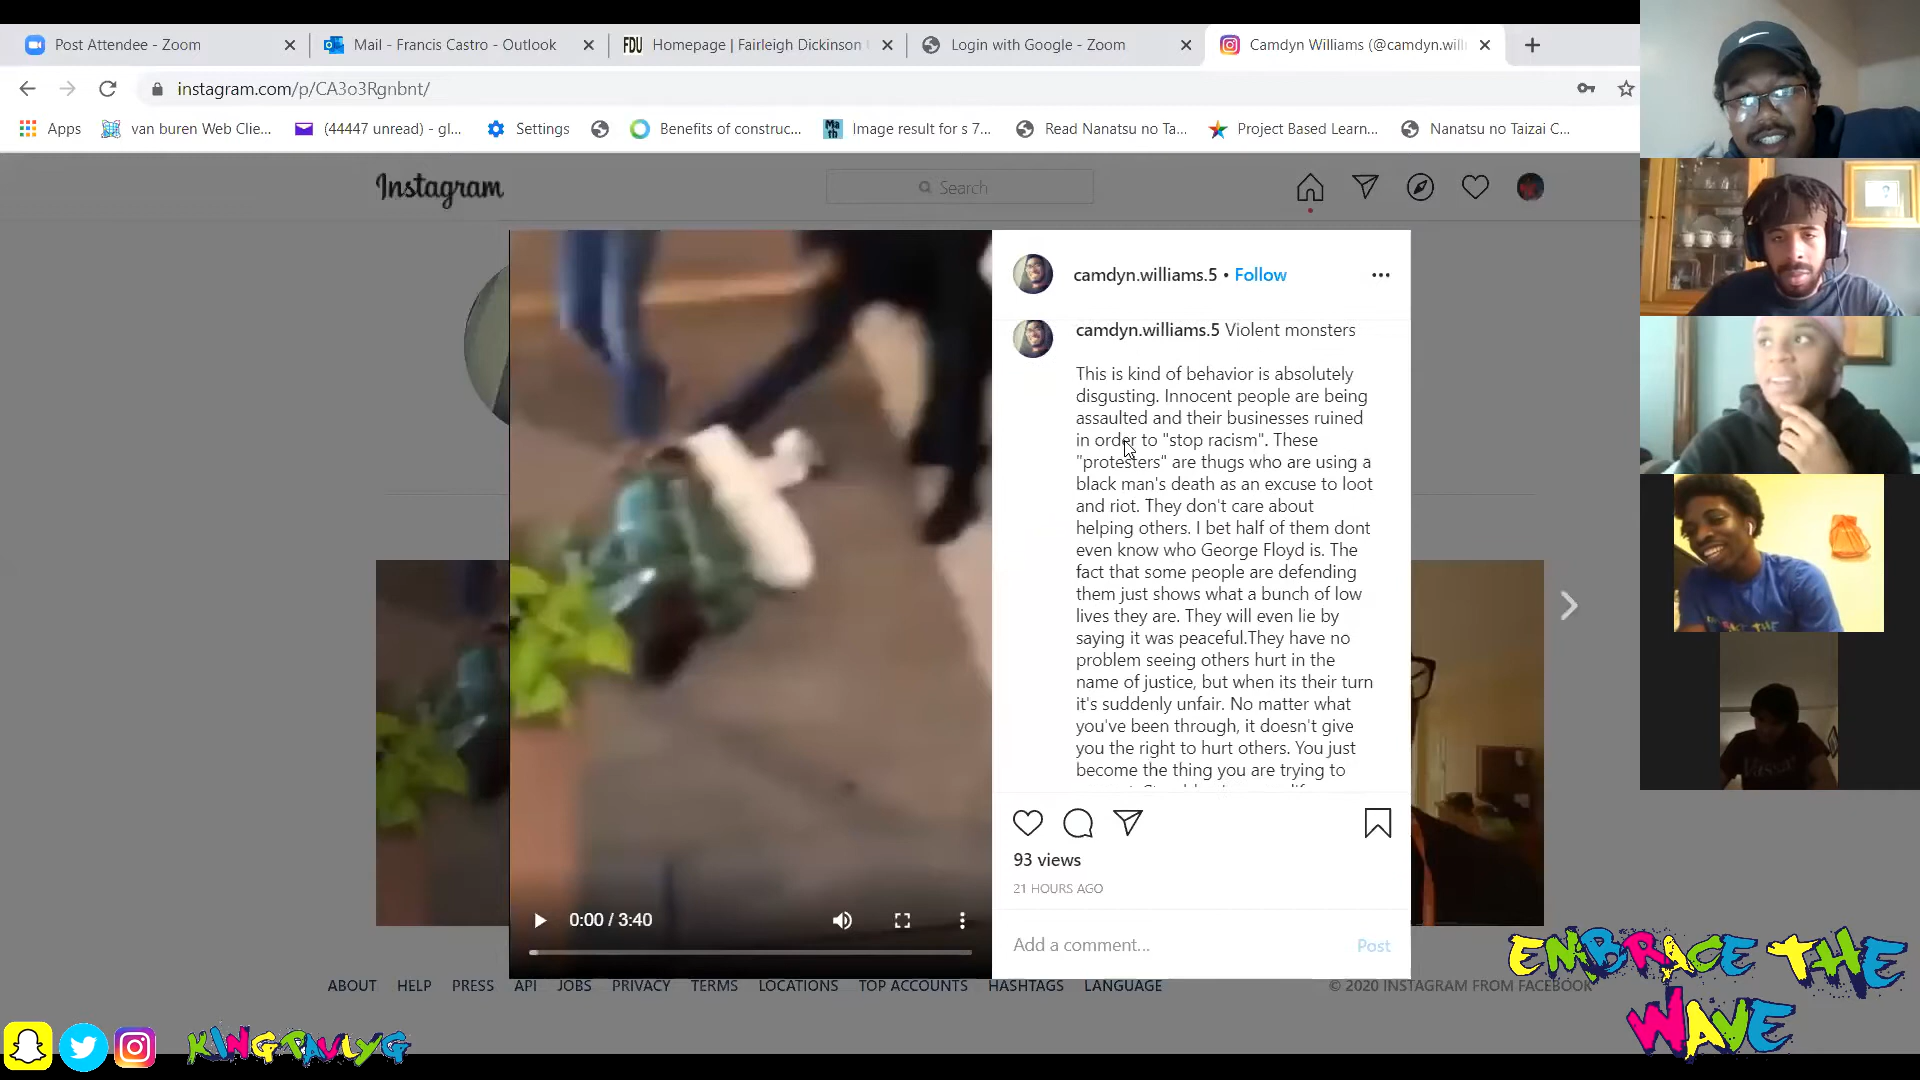 Post Attendee - Zoom
Mail - Francis Castro - Outlook
FDU Homepage | Fairleigh Dickinson
Login with Google - Zoom
Camdyn Williams (@camdyn.will
instagram.com/p/CA3o3Rgnbnt/
Apps
van buren Web Clie...
(44447 unread) - gl...
Settings
Benefits of construc...
Math
Image result for s 7...
Read Nanatsu no Ta...
Project Based Learn...
Nanatsu no Taizai C...
Instagram
Search
camdyn.williams.5 • Follow
camdyn.williams.5 Violent monsters
This is kind of behavior is absolutely
disgusting. Innocent people are being
assaulted and their businesses ruined
in order to "stop racism". These
"protesters" are thugs who are using a
black man's death as an excuse to loot
and riot. They don't care about
helping others. I bet half of them dont
even know who George Floyd is. The
fact that some people are defending
them just shows what a bunch of low
lives they are. They will even lie by
saying it was peaceful.They have no
problem seeing others hurt in the
name of justice, but when its their turn
it's suddenly unfair. No matter what
you've been through, it doesn't give
you the right to hurt others. You just
become the thing you are trying to
93 views
21 HOURS AGO
0:00 / 3:40
Add a comment...
Post
ABOUT HELP PRESS API JOBS PRIVACY TERMS LOCATIONS TOP ACCOUNTS HASHTAGS LANGUAGE
© 2020 INSTAGRAM FROM FACEBOOK
EMBRACE THE
WAVE
KINGPAVLYG